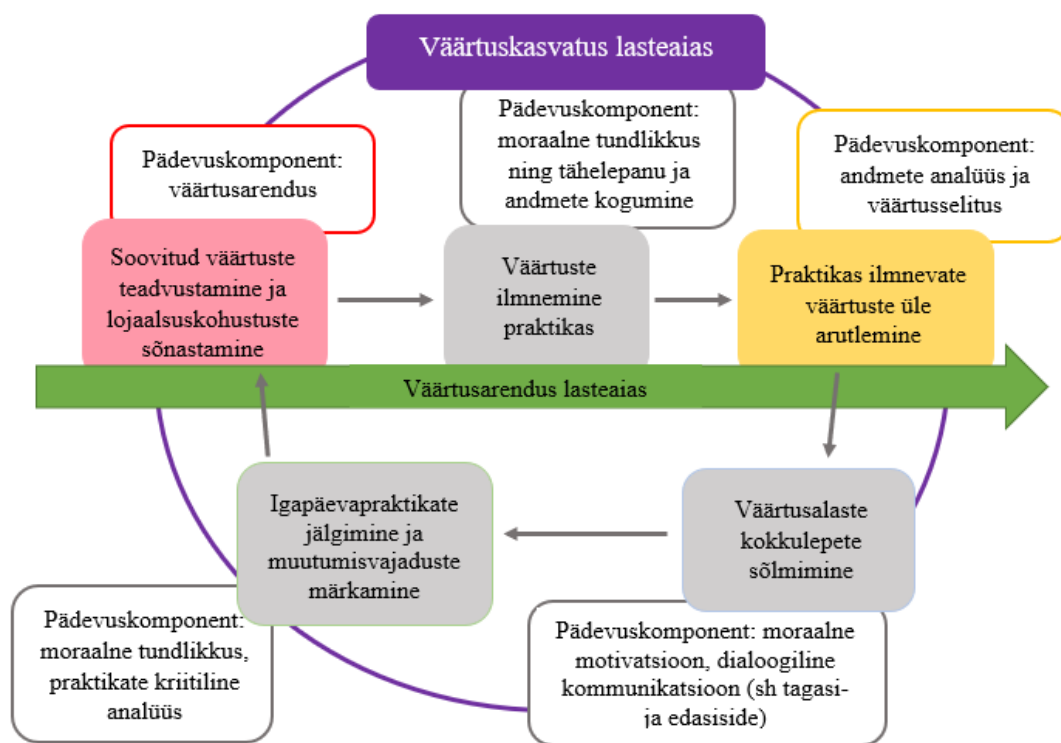 Väärtuskasvatus lasteaias
Pädevuskomponent:
väärtusarendus
Pädevuskomponent:
moraalne tundlikkus
ning tähelepanu ja
andmete kogumine
Pädevuskomponent:
andmete analüüs ja
väärtusselitus
Soovitud väärtuste
teadvustamine ja
lojaalsuskohustuste
sõnastamine
Väärtuste
ilmnemine
praktikas
Praktikas ilmnevate
väärtuste üle
arutlemine
Väärtusarendus lasteaias
Igapäevapraktikate
jälgimine ja
muutumisvajaduste
märkamine
Väärtusalaste
kokkulepete
sõlmimine
Pädevuskomponent:
moraalne tundlikkus,
praktikate kriitiline
analüüs
Pädevuskomponent: moraalne
motivatsioon, dialoogiline
kommunikatsioon (sh tagasi-
ja edasiside)